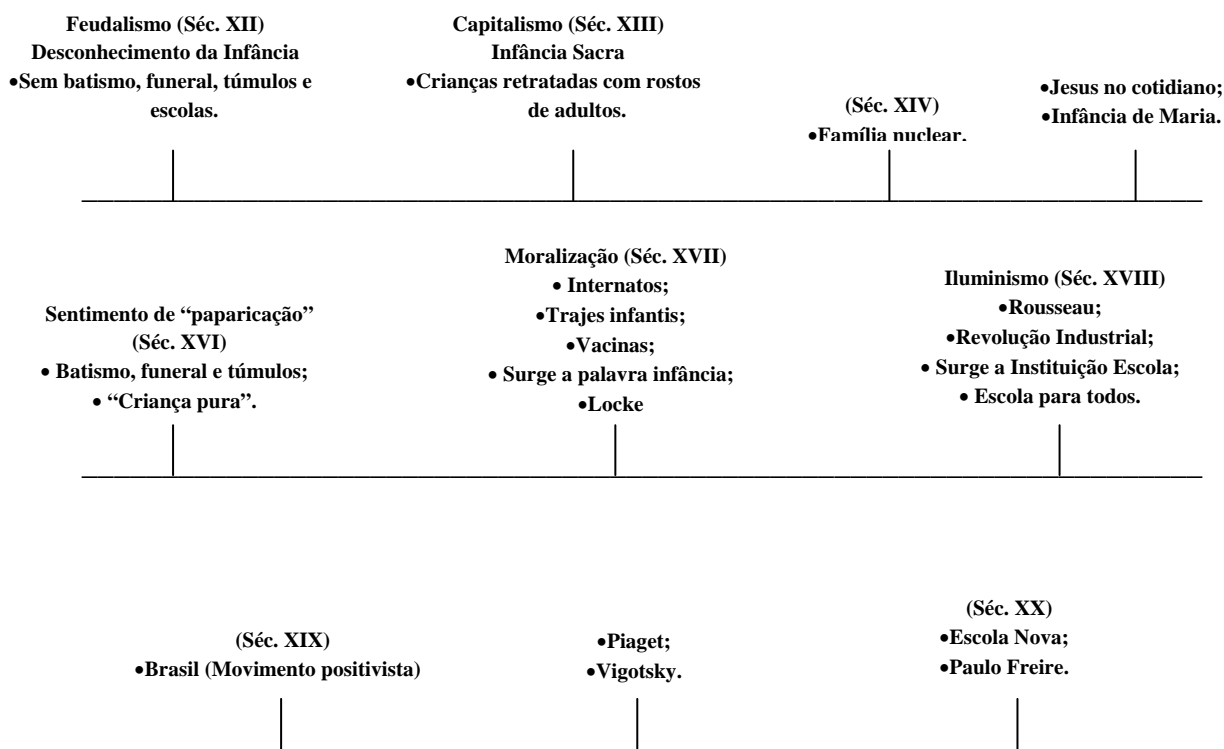 Feudalismo (Séc. XII)
Desconhecimento da Infância
•Sem batismo, funeral, túmulos e
escolas.
Capitalismo (Séc. XIII)
Infância Sacra
•Crianças retratadas com rostos
de adultos.
(Séc. XIV)
•Família nuclear.
•Jesus no cotidiano;
•Infância de Maria.
Sentimento de “paparicação”
(Séc. XVI)
• Batismo, funeral e túmulos;
• “Criança pura”.
Moralização (Séc. XVII)
• Internatos;
•Trajes infantis;
•Vacinas;
• Surge a palavra infância;
•Locke
Iluminismo (Séc. XVIII)
•Rousseau;
•Revolução Industrial;
• Surge a Instituição Escola;
• Escola para todos.
(Séc. XIX)
•Brasil (Movimento positivista)
•Piaget;
•Vigotsky.
(Séc. XX)
•Escola Nova;
•Paulo Freire.